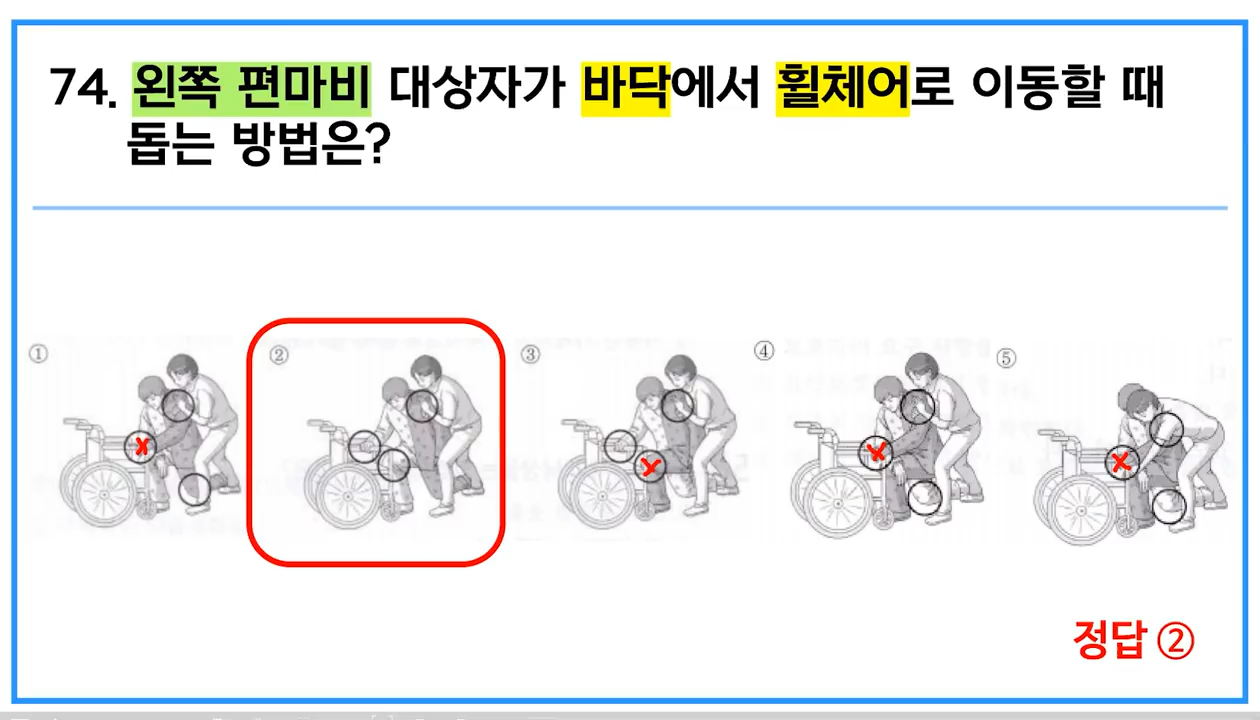 74. 왼쪽 편마비 대상자가 바닥에서 휠체어로 이동할 때
돕는 방법은?
① ② ③ ④ ⑤
정답 ②